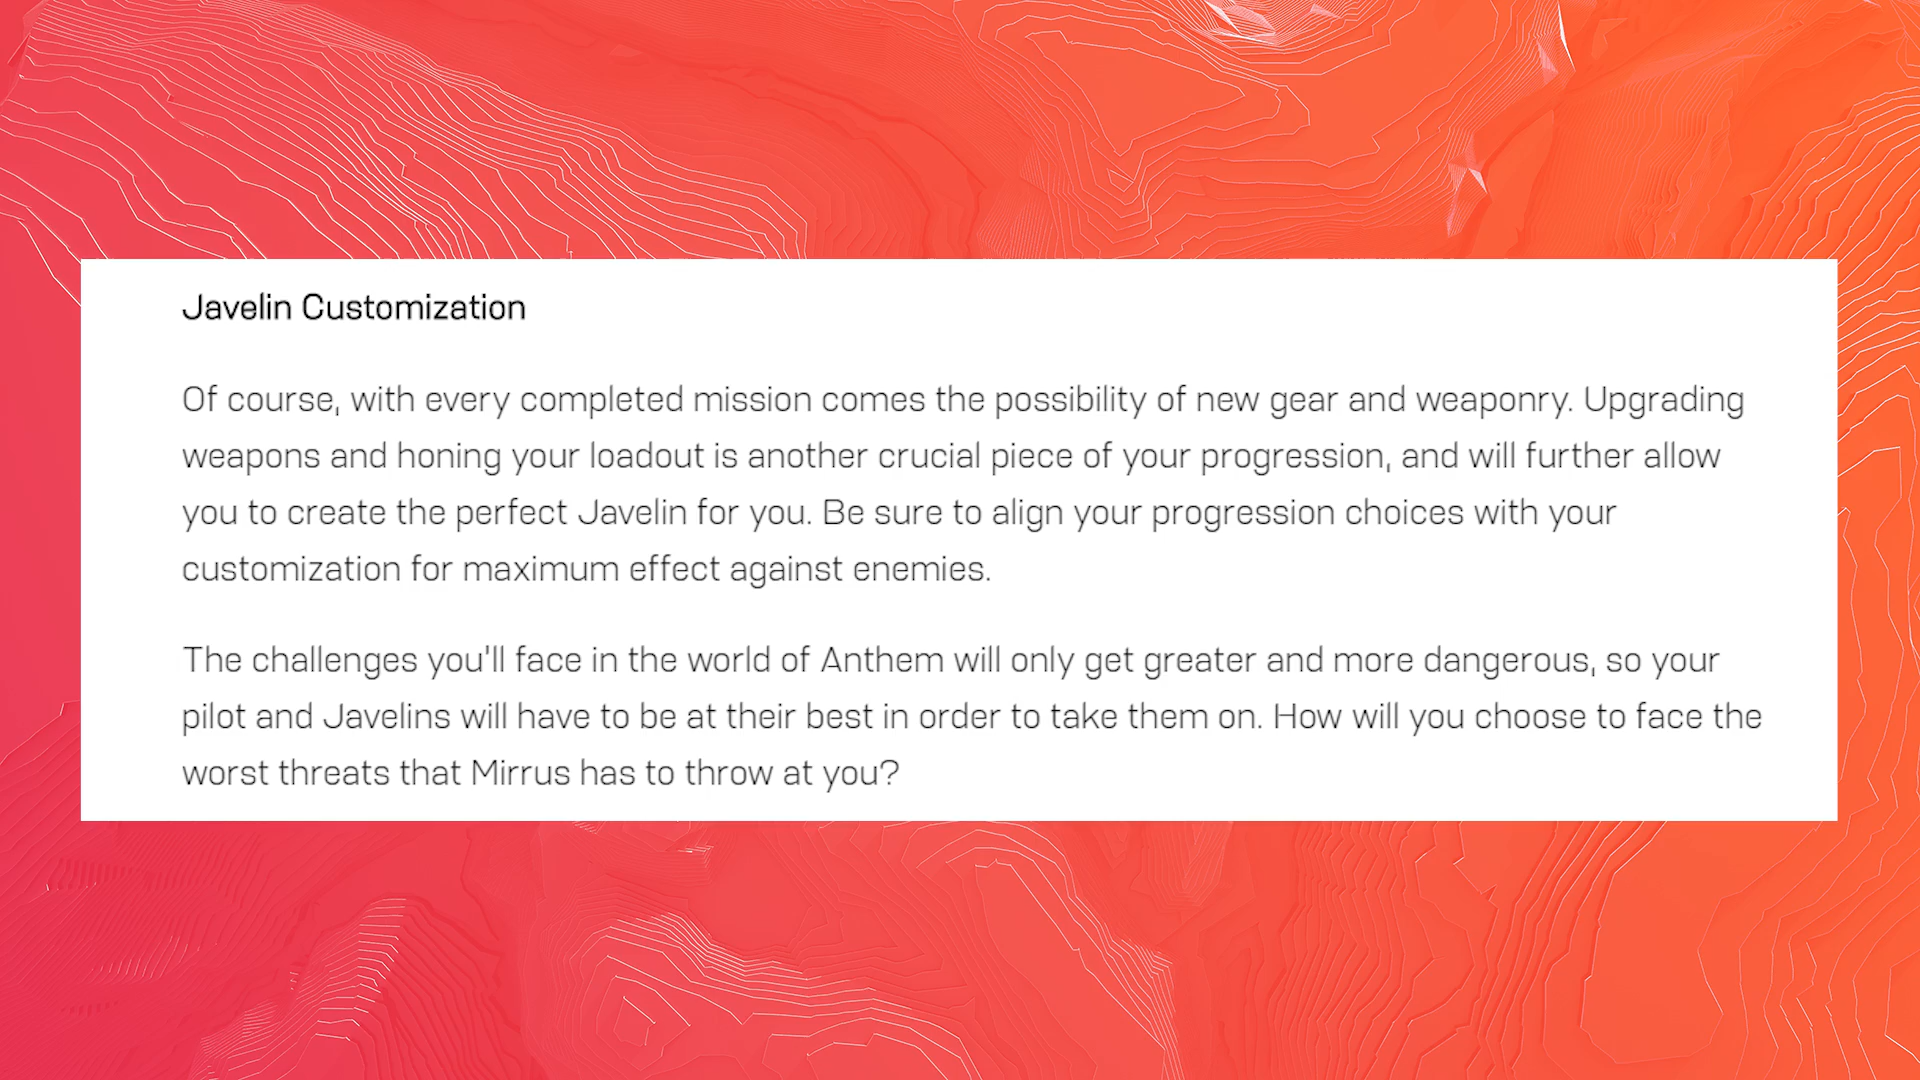 Javelin Customization
Of course, with every completed mission comes the possibility of new gear and weaponry. Upgrading
weapons and honing your loadout is another crucial piece of your progression, and will further allow
you to create the perfect Javelin for you. Be sure to align your progression choices with your
customization for maximum effect against enemies.
The challenges you'll face in the world of Anthem will only get greater and more dangerous, so your
pilot and Javelins will have to be at their best in order to take them on. How will you choose to face the
worst threats that Mirrus has to throw at you?